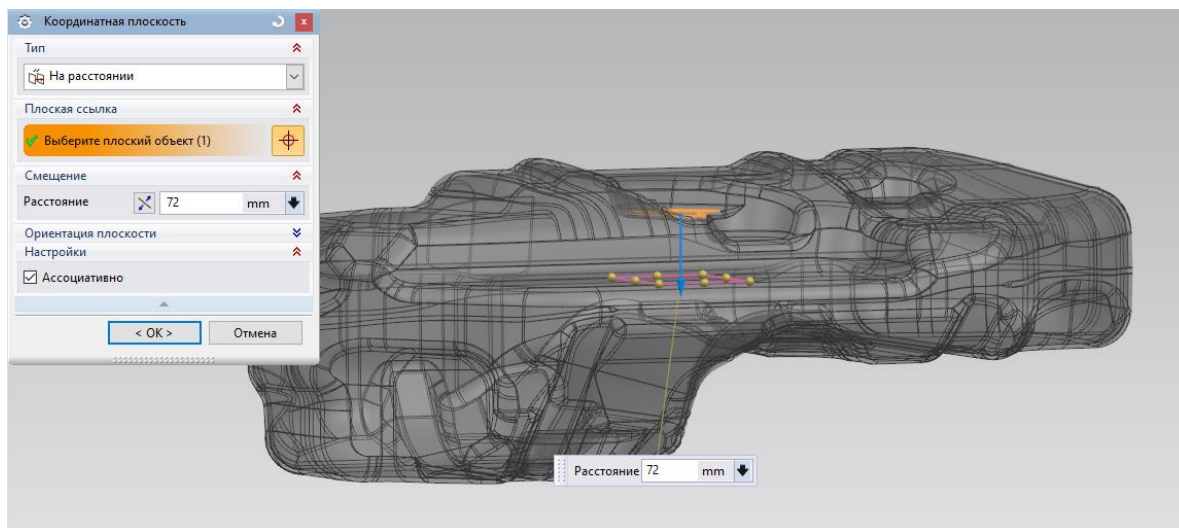 Координатная плоскость
Тип
На расстоянии
Плоская ссылка
Выберите плоский объект (1)
Смещение
Расстояние 72 mm
Ориентация плоскости
Настройки
Ассоциативно
< OK > Отмена
Расстояние 72 mm